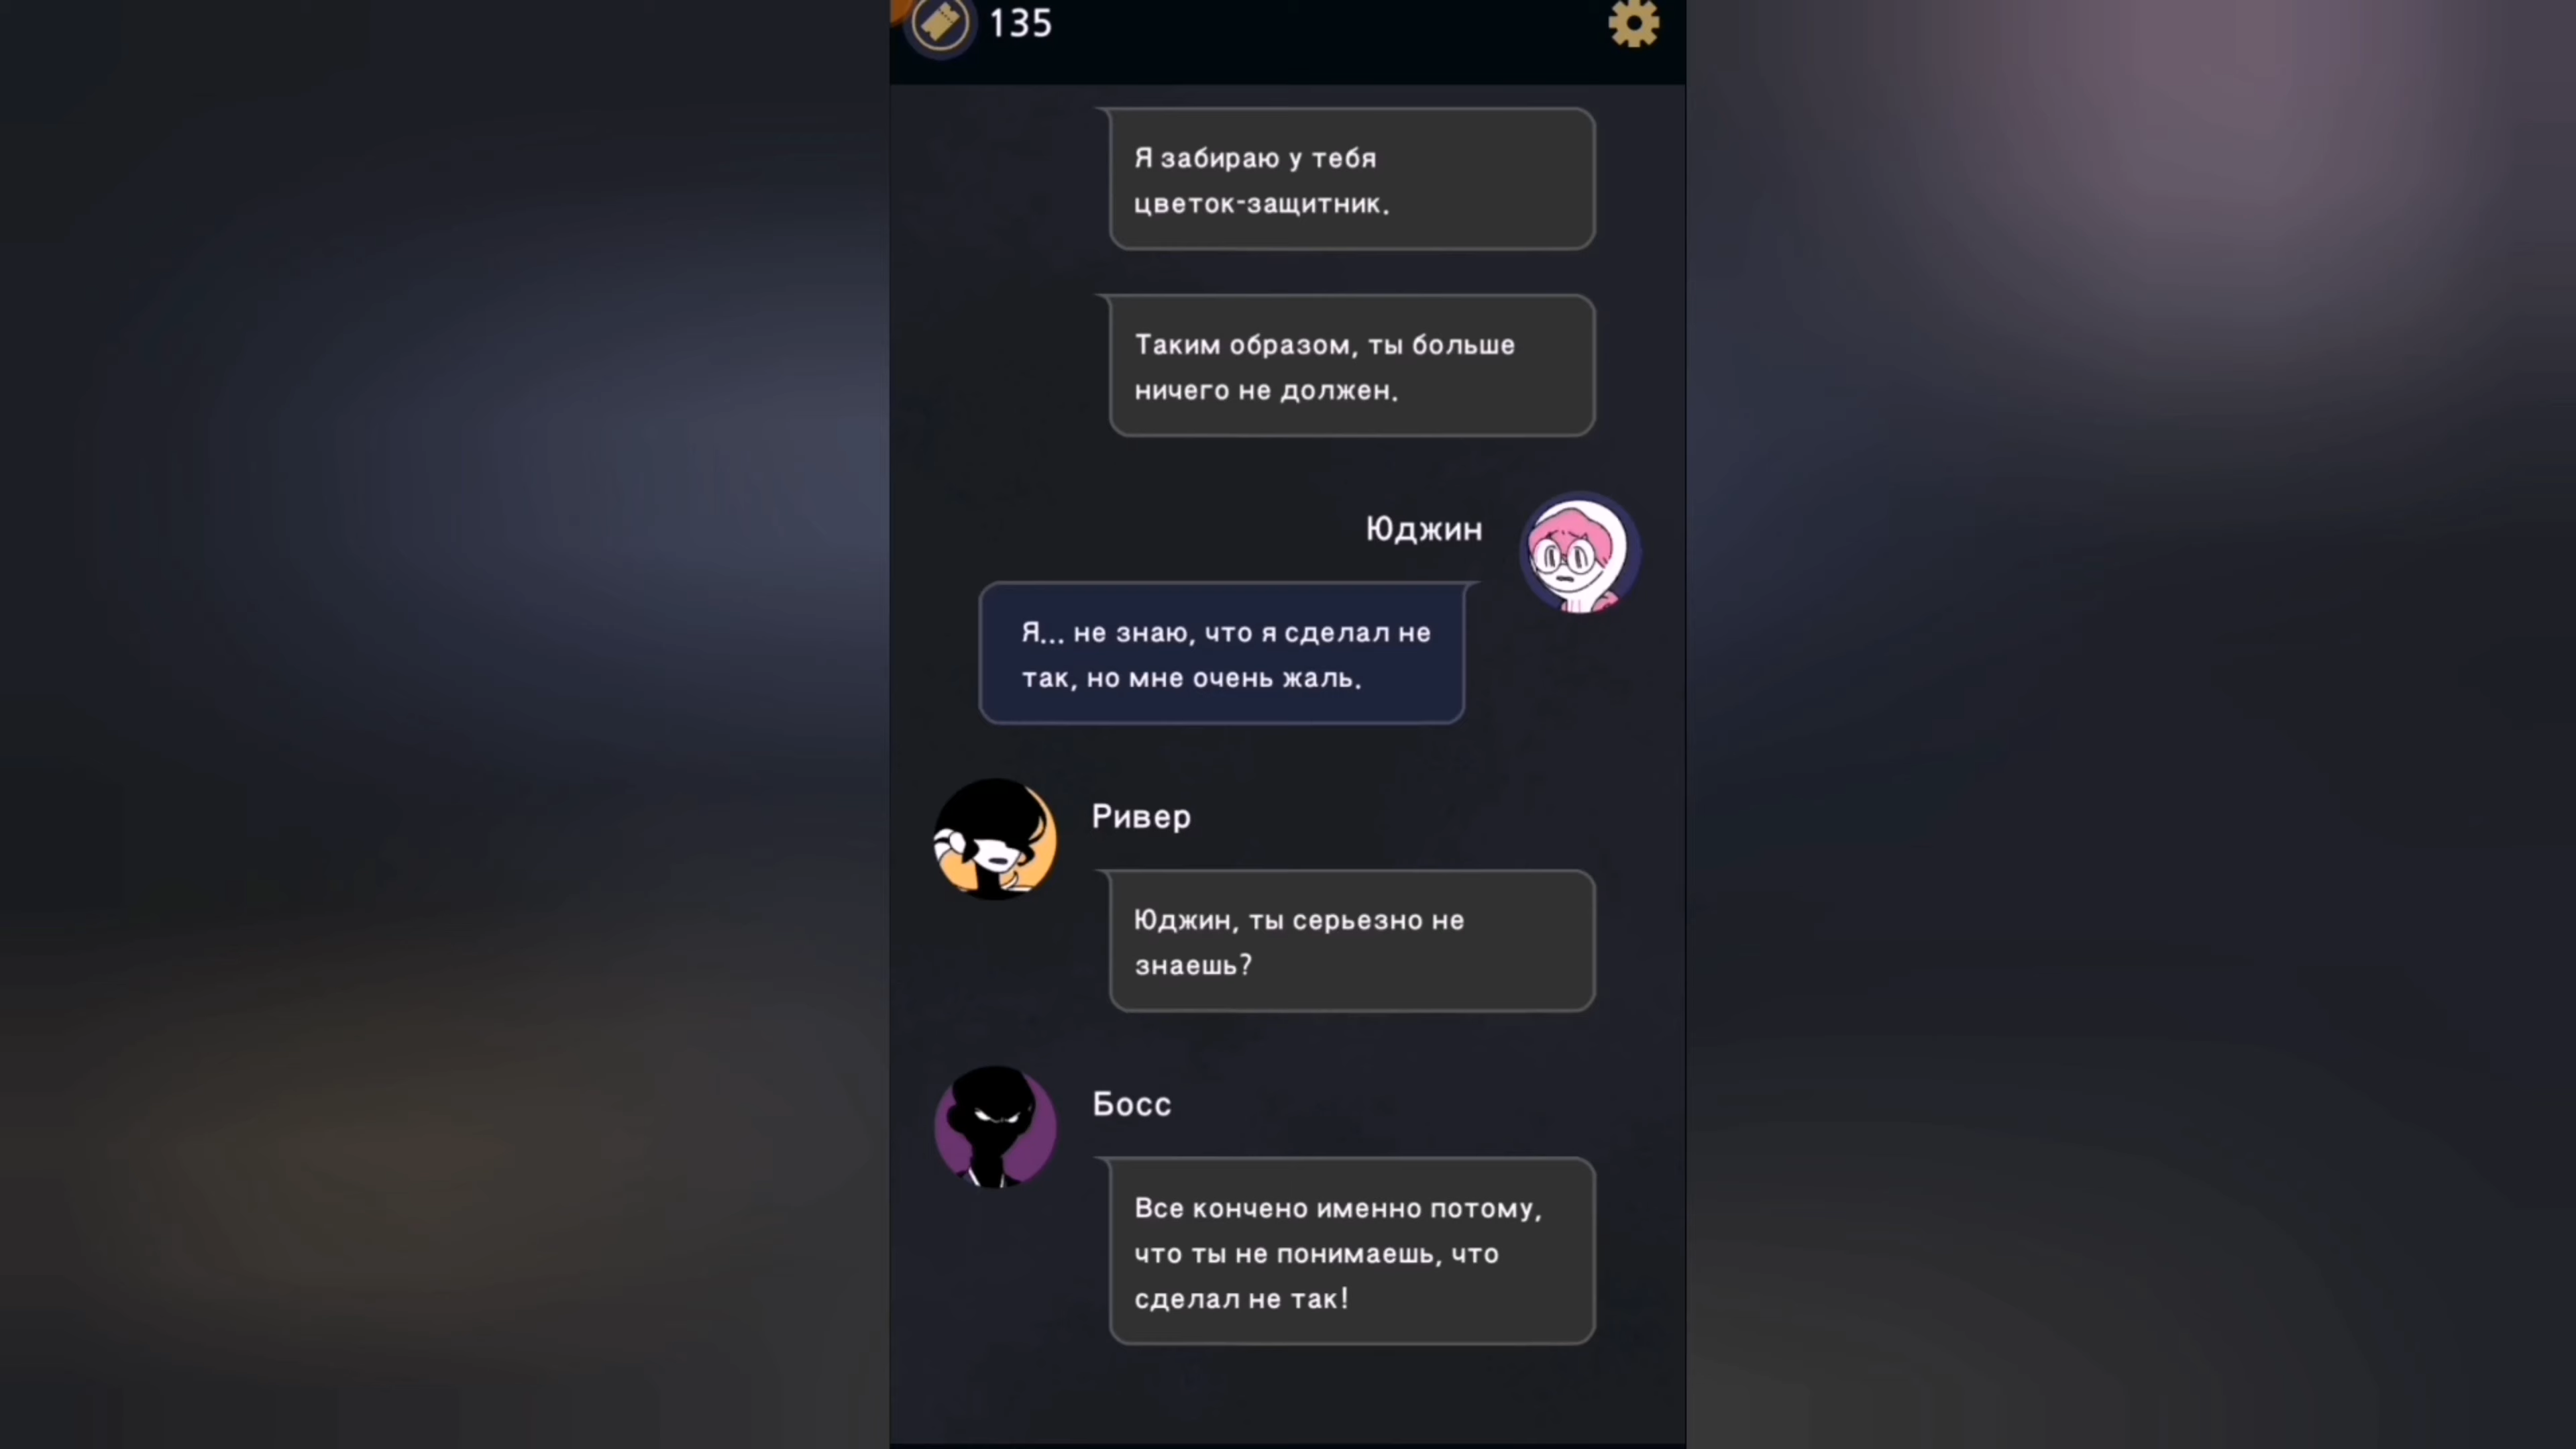 135
Я забираю у тебя
цветок-защитник.
Таким образом, ты больше
ничего не должен.
Юджин
Я... не знаю, что я сделал не
так, но мне очень жаль.
Ривер
Юджин, ты серьезно не
знаешь?
Босс
Все кончено именно потому,
что ты не понимаешь, что
сделал не так!